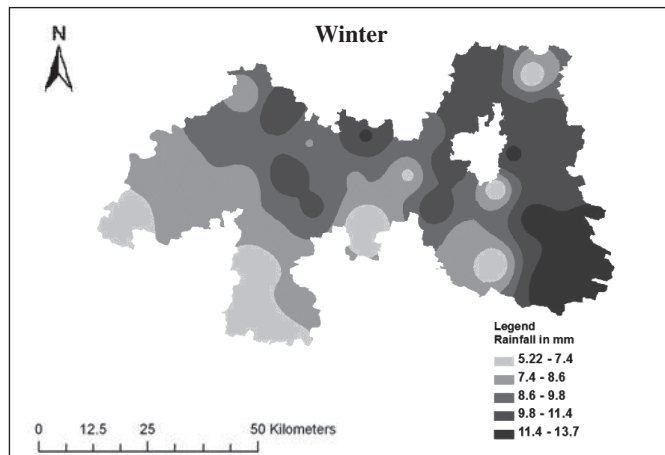 Winter
N
Legend
Rainfall in mm
5.22 - 7.4
7.4 - 8.6
8.6 - 9.8
9.8 - 11.4
11.4 - 13.7
0 12.5 25 50 Kilometers